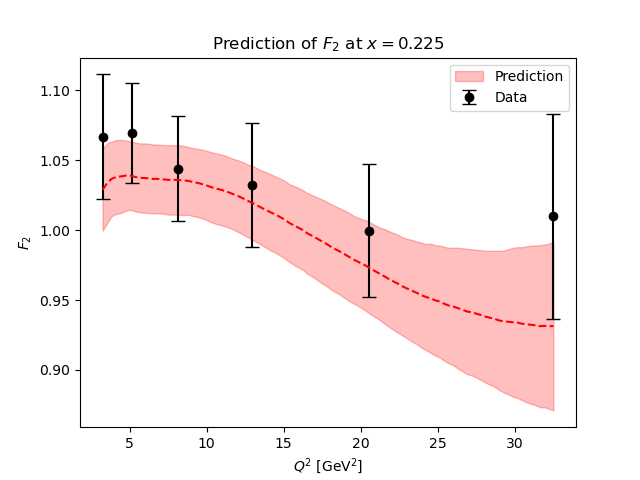 Prediction of F₂ at x = 0.225
Prediction
Data
1.10
1.05
1.00
0.95
0.90
F₂
5 10 15 20 25 30
Q² [GeV²]